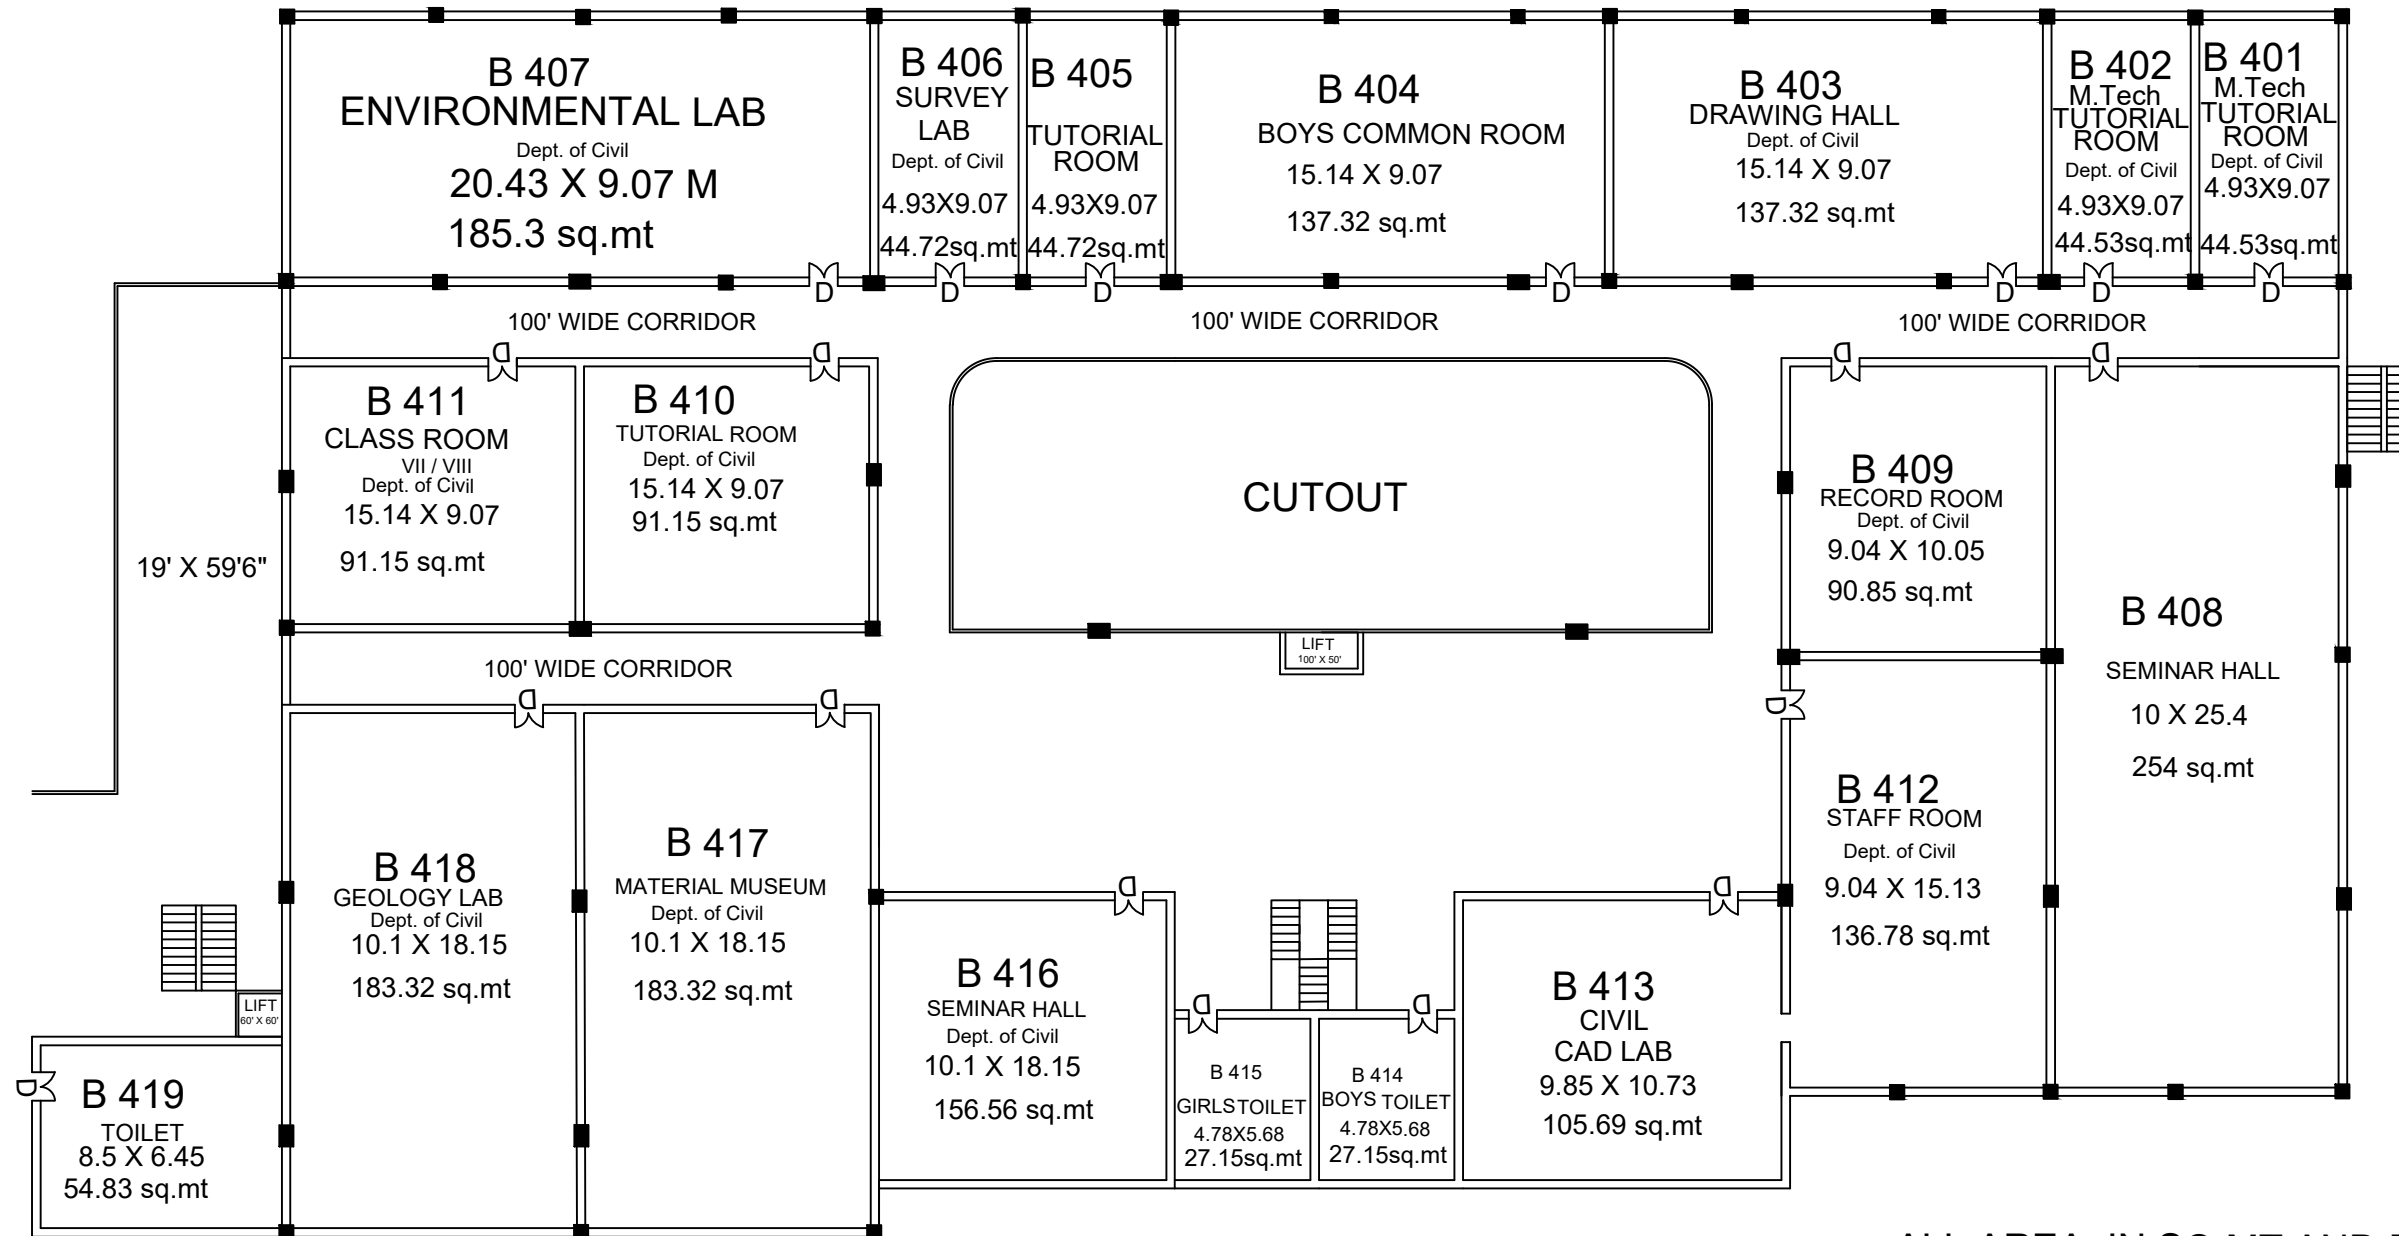 B 407
ENVIRONMENTAL LAB
Dept. of Civil
20.43 X 9.07 M
185.3 sq.mt
B 406
SURVEY
LAB
Dept. of Civil
4.93X9.07
44.72sq.mt
B 405
TUTORIAL
ROOM
4.93X9.07
44.72sq.mt
B 404
BOYS COMMON ROOM
15.14 X 9.07
137.32 sq.mt
B 403
DRAWING HALL
Dept. of Civil
15.14 X 9.07
137.32 sq.mt
B 402
M.Tech
TUTORIAL
ROOM
Dept. of Civil
4.93X9.07
44.53sq.mt
B 401
M.Tech
TUTORIAL
ROOM
Dept. of Civil
4.93X9.07
44.53sq.mt
D
D
D
D
D
D
D
100' WIDE CORRIDOR
100' WIDE CORRIDOR
100' WIDE CORRIDOR
D
D
D
D
B 411
CLASS ROOM
VII / VIII
Dept. of Civil
15.14 X 9.07
91.15 sq.mt
B 410
TUTORIAL ROOM
Dept. of Civil
15.14 X 9.07
91.15 sq.mt
CUTOUT
LIFT
100' X 50'
B 409
RECORD ROOM
Dept. of Civil
9.04 X 10.05
90.85 sq.mt
B 408
SEMINAR HALL
10 X 25.4
254 sq.mt
19' X 59'6"
100' WIDE CORRIDOR
D
D
D
B 418
GEOLOGY LAB
Dept. of Civil
10.1 X 18.15
183.32 sq.mt
B 417
MATERIAL MUSEUM
Dept. of Civil
10.1 X 18.15
183.32 sq.mt
B 412
STAFF ROOM
Dept. of Civil
9.04 X 15.13
136.78 sq.mt
D
D
B 416
SEMINAR HALL
Dept. of Civil
10.1 X 18.15
156.56 sq.mt
D
D
B 415
GIRLS TOILET
4.78X5.68
27.15sq.mt
B 414
BOYS TOILET
4.78X5.68
27.15sq.mt
B 413
CIVIL
CAD LAB
9.85 X 10.73
105.69 sq.mt
LIFT
60' X 60'
D
B 419
TOILET
8.5 X 6.45
54.83 sq.mt
ALL AREA IN SQ.MT AND